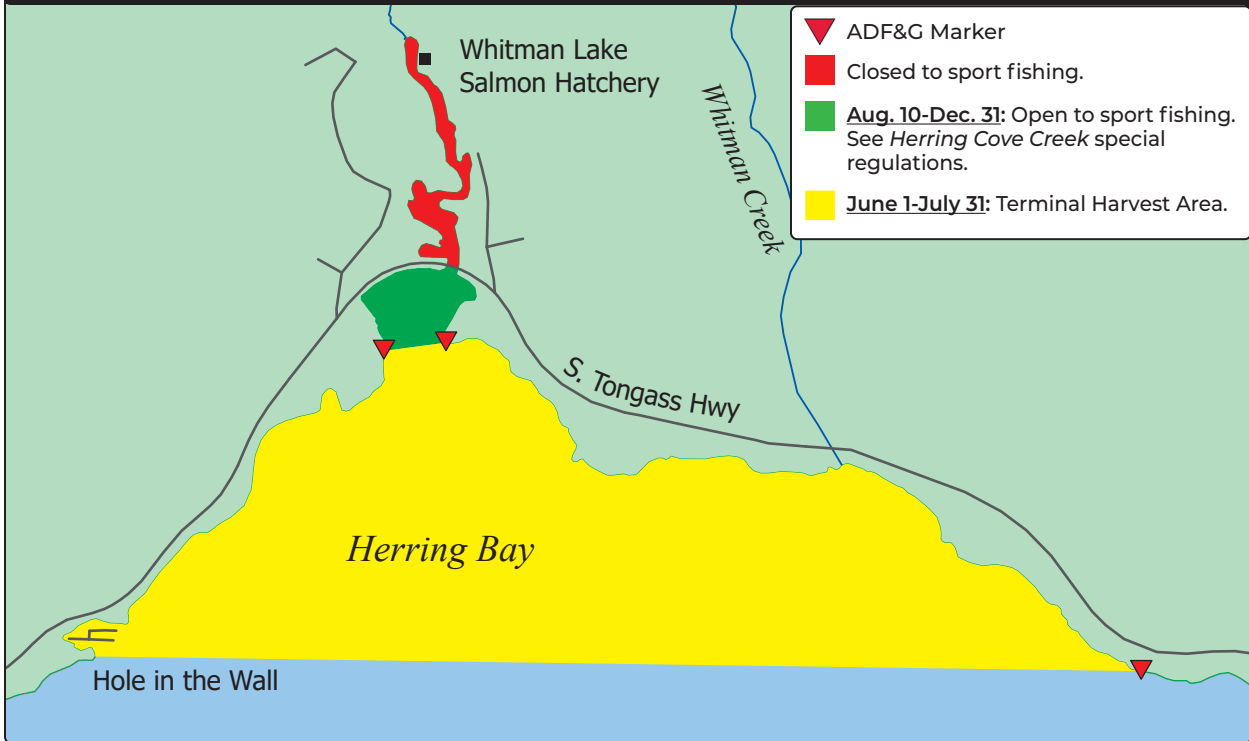 Whitman Lake
Salmon Hatchery
Whitman Creek
ADF&G Marker
Closed to sport fishing.
Aug. 10-Dec. 31: Open to sport fishing.
See Herring Cove Creek special
regulations.
June 1-July 31: Terminal Harvest Area.
S. Tongass Hwy
Herring Bay
Hole in the Wall